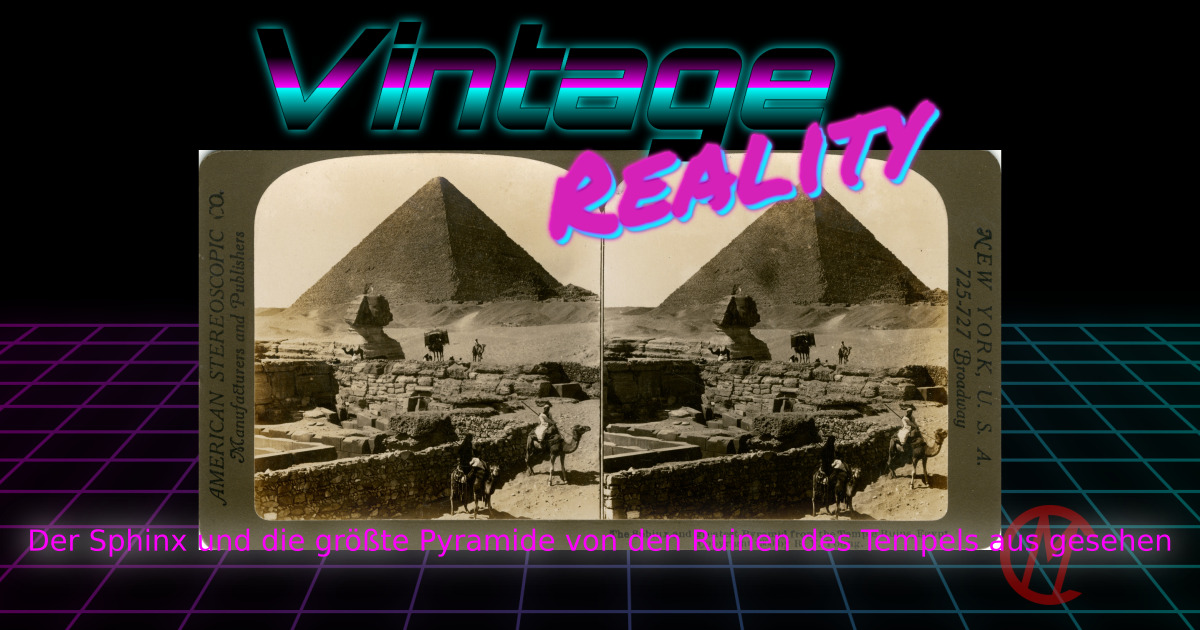 Vintage
REALITY
AMERICAN STEREOSCOPIC CO.
Manufacturers and Publishers
NEW YORK, U. S. A.
725-727 Broadway
Der Sphinx und die größte Pyramide von den Ruinen des Tempels aus gesehen